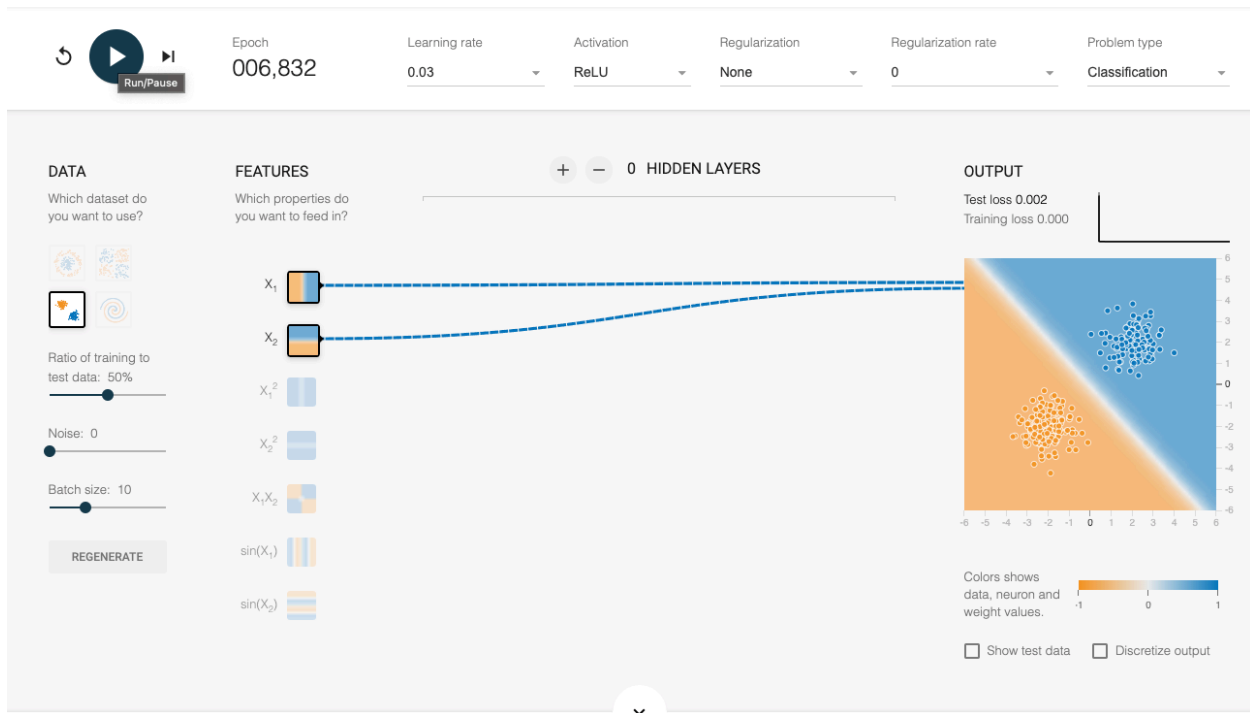 Epoch
006,832
Learning rate
0.03
Activation
ReLU
Regularization
None
Regularization rate
0
Problem type
Classification
Run/Pause
DATA
Which dataset do
you want to use?
Ratio of training to
test data: 50%
Noise: 0
Batch size: 10
REGENERATE
FEATURES
Which properties do
you want to feed in?
X₁
X₂
X₁²
X₂²
X₁X₂
sin(X₁)
sin(X₂)
+ − 0 HIDDEN LAYERS
OUTPUT
Test loss 0.002
Training loss 0.000
6
5
4
3
2
1
0
-1
-2
-3
-4
-5
-6
-6 -5 -4 -3 -2 -1 0 1 2 3 4 5 6
Colors shows
data, neuron and
weight values.
-1 0 1
Show test data
Discretize output